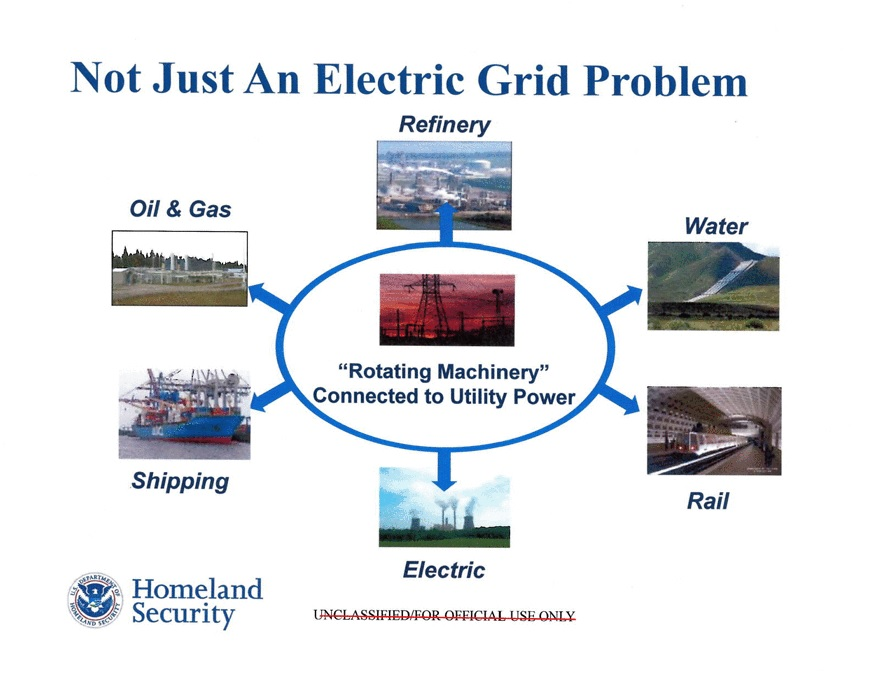 Not Just An Electric Grid Problem
Refinery
Oil & Gas
Water
“Rotating Machinery”
Connected to Utility Power
Shipping
Rail
Electric
U.S. DEPARTMENT OF
HOMELAND SECURITY
Homeland
Security
UNCLASSIFIED/FOR OFFICIAL USE ONLY